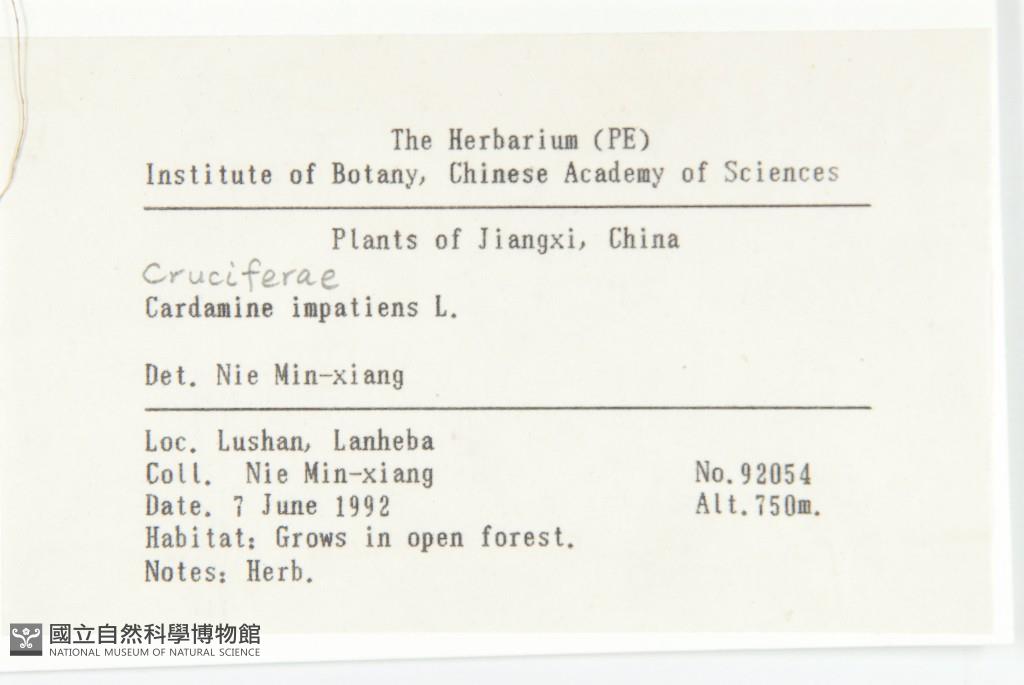 The Herbarium (PE)
Institute of Botany, Chinese Academy of Sciences
Plants of Jiangxi, China
Cruciferae
Cardamine impatiens L.
Det. Nie Min-xiang
Loc. Lushan, Lanheba
Coll. Nie Min-xiang No.92054
Date. 7 June 1992 Alt.750m.
Habitat: Grows in open forest.
Notes: Herb.
國立自然科學博物館
NATIONAL MUSEUM OF NATURAL SCIENCE